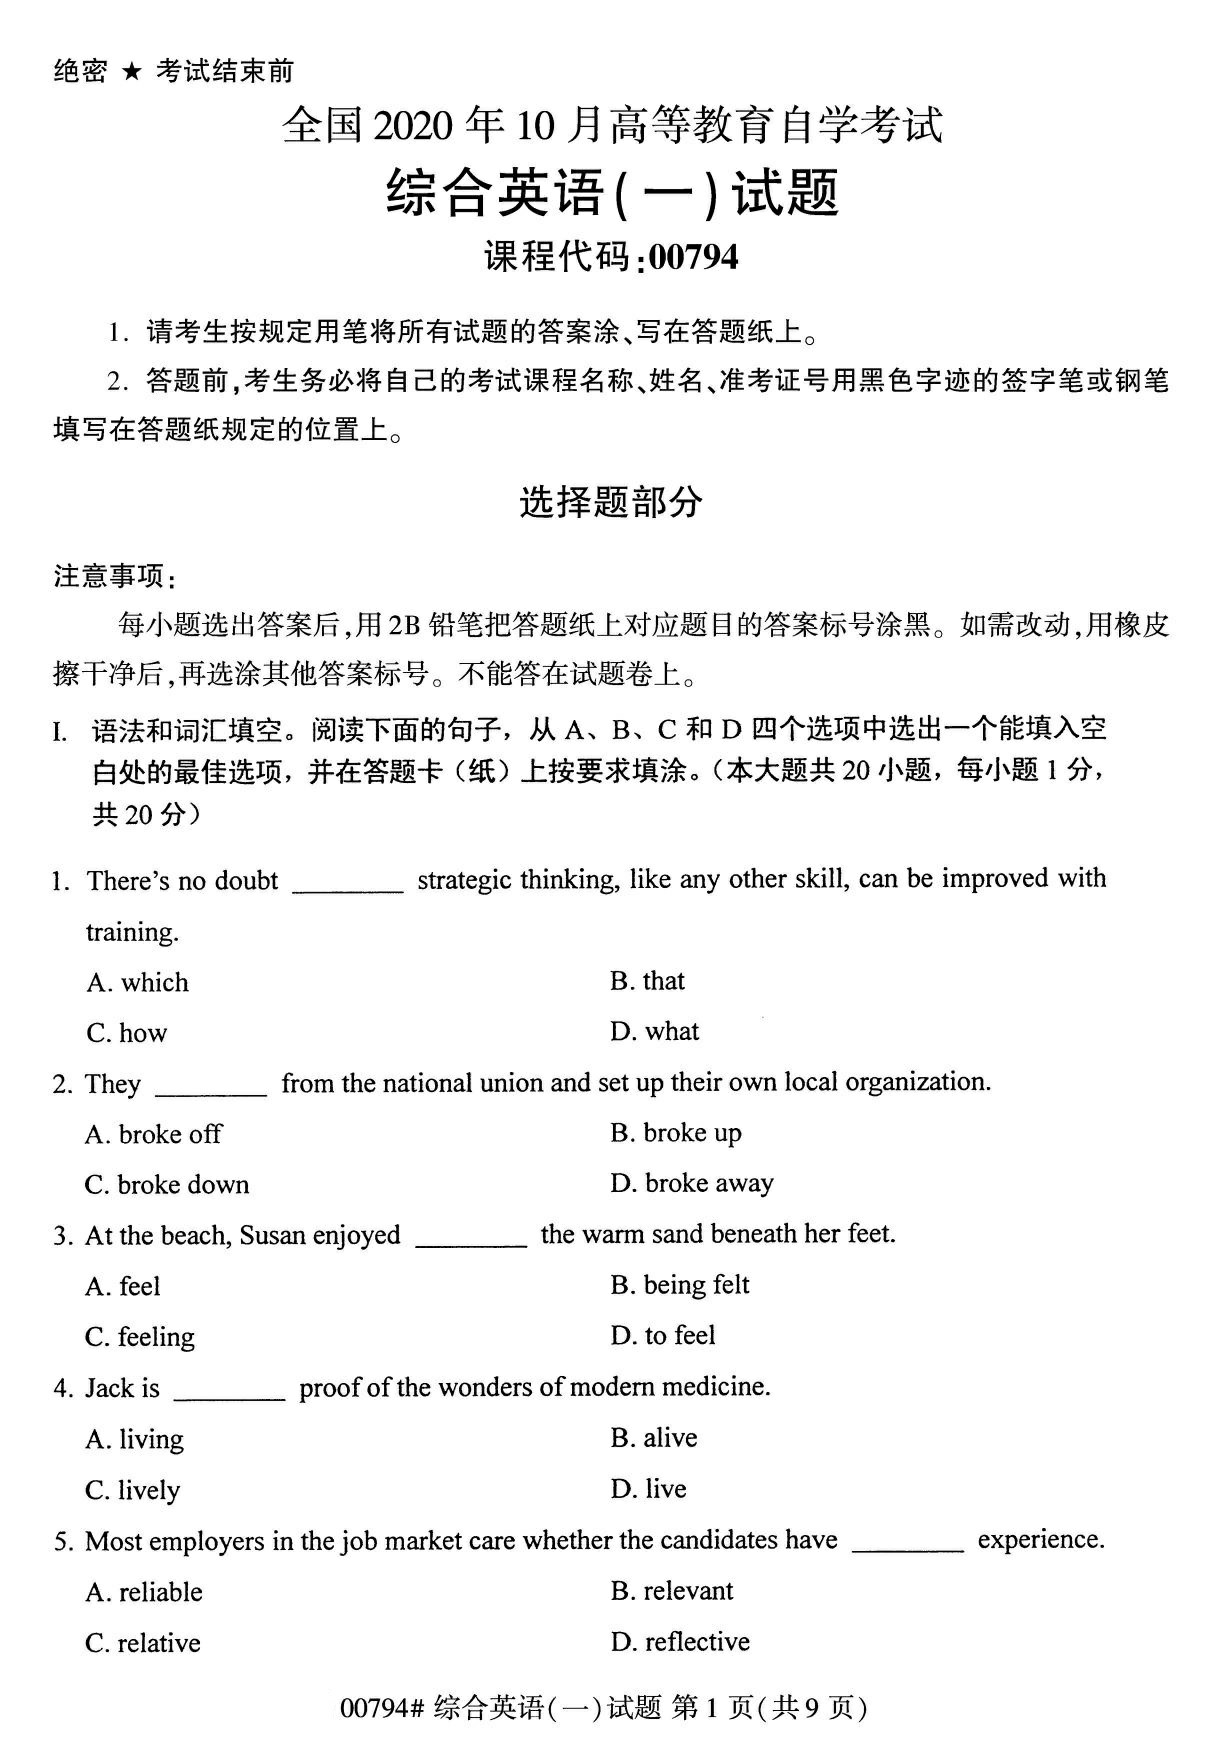 绝密 ★ 考试结束前
全国 2020 年 10 月高等教育自学考试
综合英语(一)试题
课程代码:00794
1. 请考生按规定用笔将所有试题的答案涂、写在答题纸上。
2. 答题前,考生务必将自己的考试课程名称、姓名、准考证号用黑色字迹的签字笔或钢笔
填写在答题纸规定的位置上。
选择题部分
注意事项:
每小题选出答案后,用 2B 铅笔把答题纸上对应题目的答案标号涂黑。如需改动,用橡皮
擦干净后,再选涂其他答案标号。不能答在试题卷上。
I. 语法和词汇填空。阅读下面的句子，从 A、B、C 和 D 四个选项中选出一个能填入空
白处的最佳选项，并在答题卡（纸）上按要求填涂。（本大题共 20 小题，每小题 1 分，
共 20 分）
1. There's no doubt ________ strategic thinking, like any other skill, can be improved with
training.
A. which B. that
C. how D. what
2. They ________ from the national union and set up their own local organization.
A. broke off B. broke up
C. broke down D. broke away
3. At the beach, Susan enjoyed ________ the warm sand beneath her feet.
A. feel B. being felt
C. feeling D. to feel
4. Jack is ________ proof of the wonders of modern medicine.
A. living B. alive
C. lively D. live
5. Most employers in the job market care whether the candidates have ________ experience.
A. reliable B. relevant
C. relative D. reflective
00794# 综合英语(一)试题 第 1 页(共 9 页)